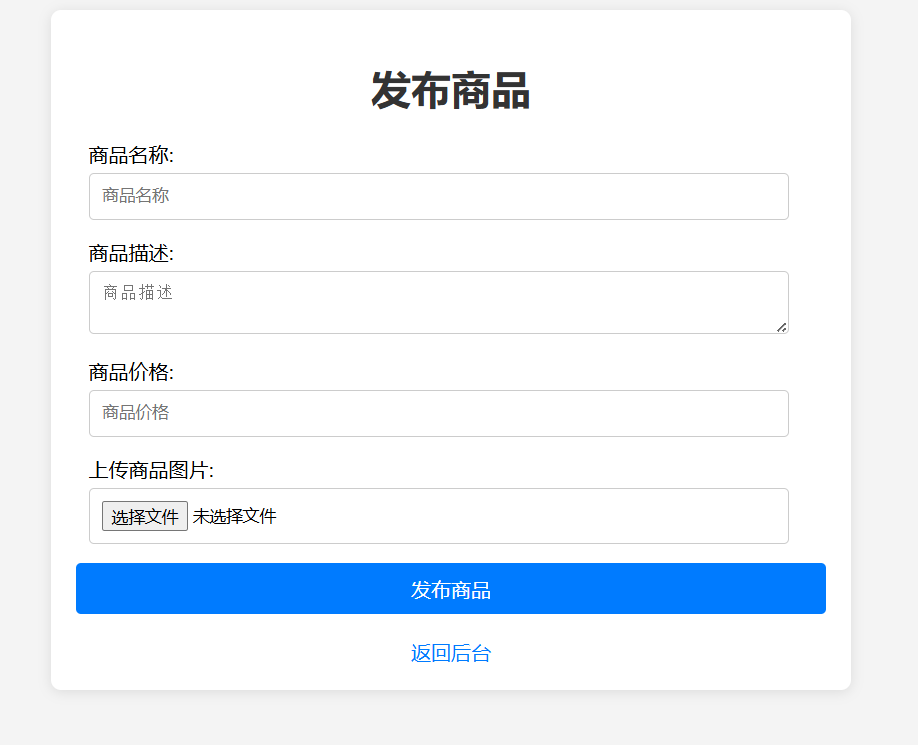 发布商品
商品名称:
商品名称
商品描述:
商品描述
商品价格:
商品价格
上传商品图片:
选择文件 未选择文件
发布商品
返回后台